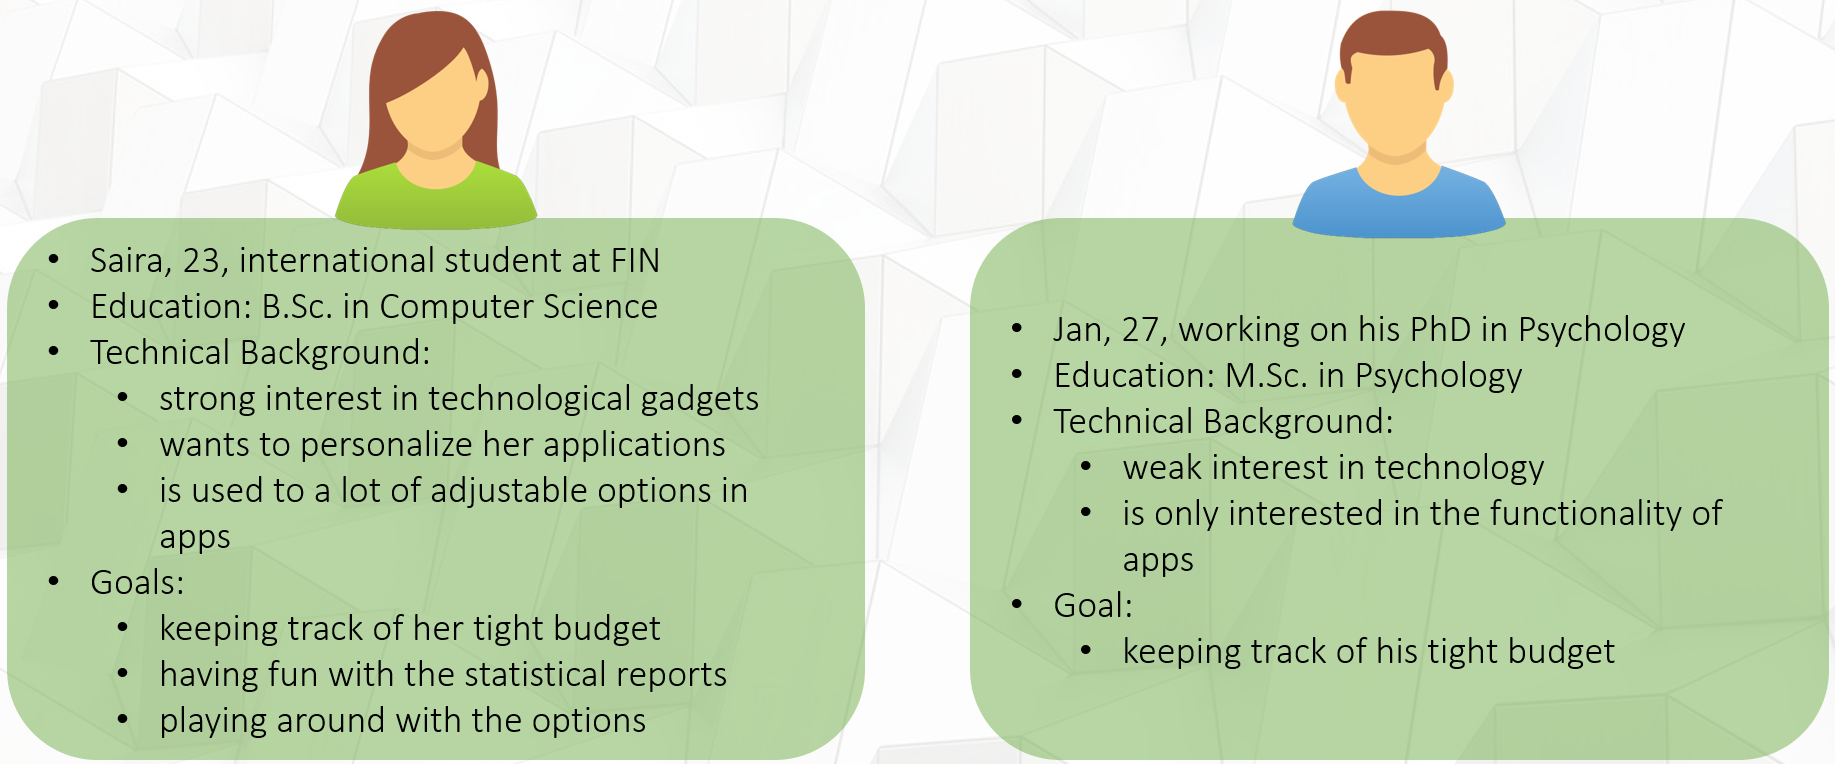 • Saira, 23, international student at FIN
• Education: B.Sc. in Computer Science
• Technical Background:
• strong interest in technological gadgets
• wants to personalize her applications
• is used to a lot of adjustable options in
apps
• Goals:
• keeping track of her tight budget
• having fun with the statistical reports
• playing around with the options
• Jan, 27, working on his PhD in Psychology
• Education: M.Sc. in Psychology
• Technical Background:
• weak interest in technology
• is only interested in the functionality of
apps
• Goal:
• keeping track of his tight budget